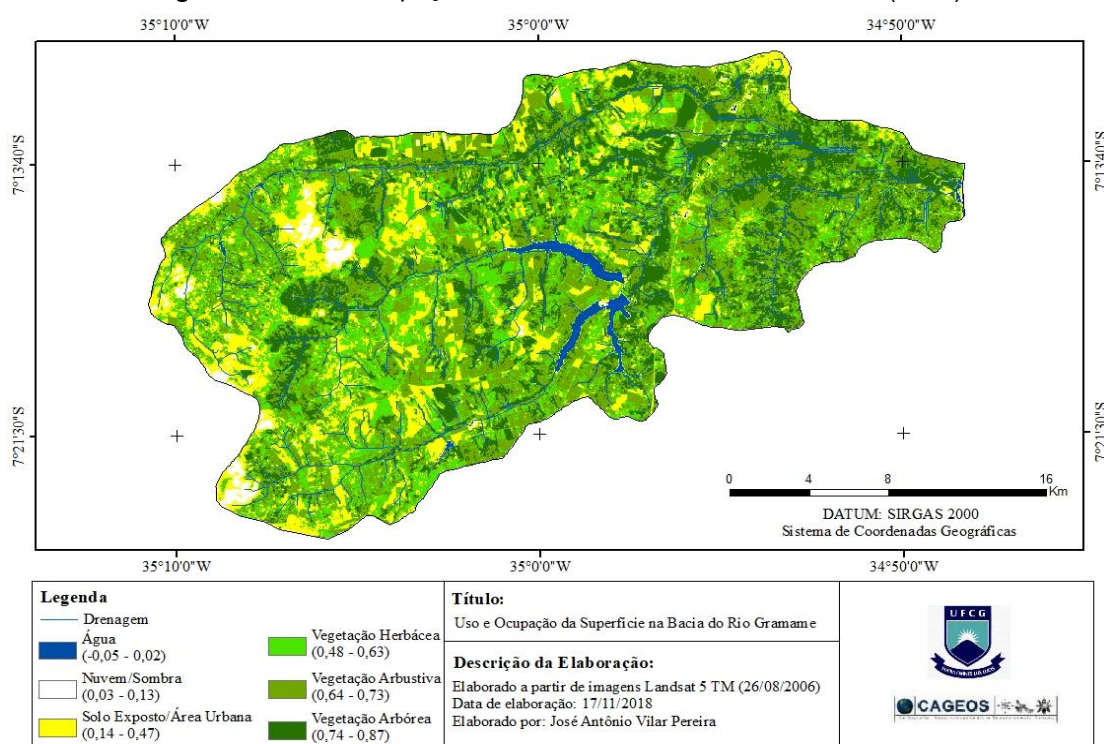 35°10'0"W 35°0'0"W 34°50'0"W
7°13'40"S 7°13'40"S
7°21'30"S 7°21'30"S
0 4 8 16
Km
DATUM: SIRGAS 2000
Sistema de Coordenadas Geográficas
35°10'0"W 35°0'0"W 34°50'0"W
Legenda
Drenagem
Água
(-0,05 - 0,02)
Nuvem/Sombra
(0,03 - 0,13)
Solo Exposto/Área Urbana
(0,14 - 0,47)
Vegetação Herbácea
(0,48 - 0,63)
Vegetação Arbustiva
(0,64 - 0,73)
Vegetação Arbórea
(0,74 - 0,87)
Título:
Uso e Ocupação da Superfície na Bacia do Rio Gramame
Descrição da Elaboração:
Elaborado a partir de imagens Landsat 5 TM (26/08/2006)
Data de elaboração: 17/11/2018
Elaborado por: José Antônio Vilar Pereira
UFCG
CAGEOS